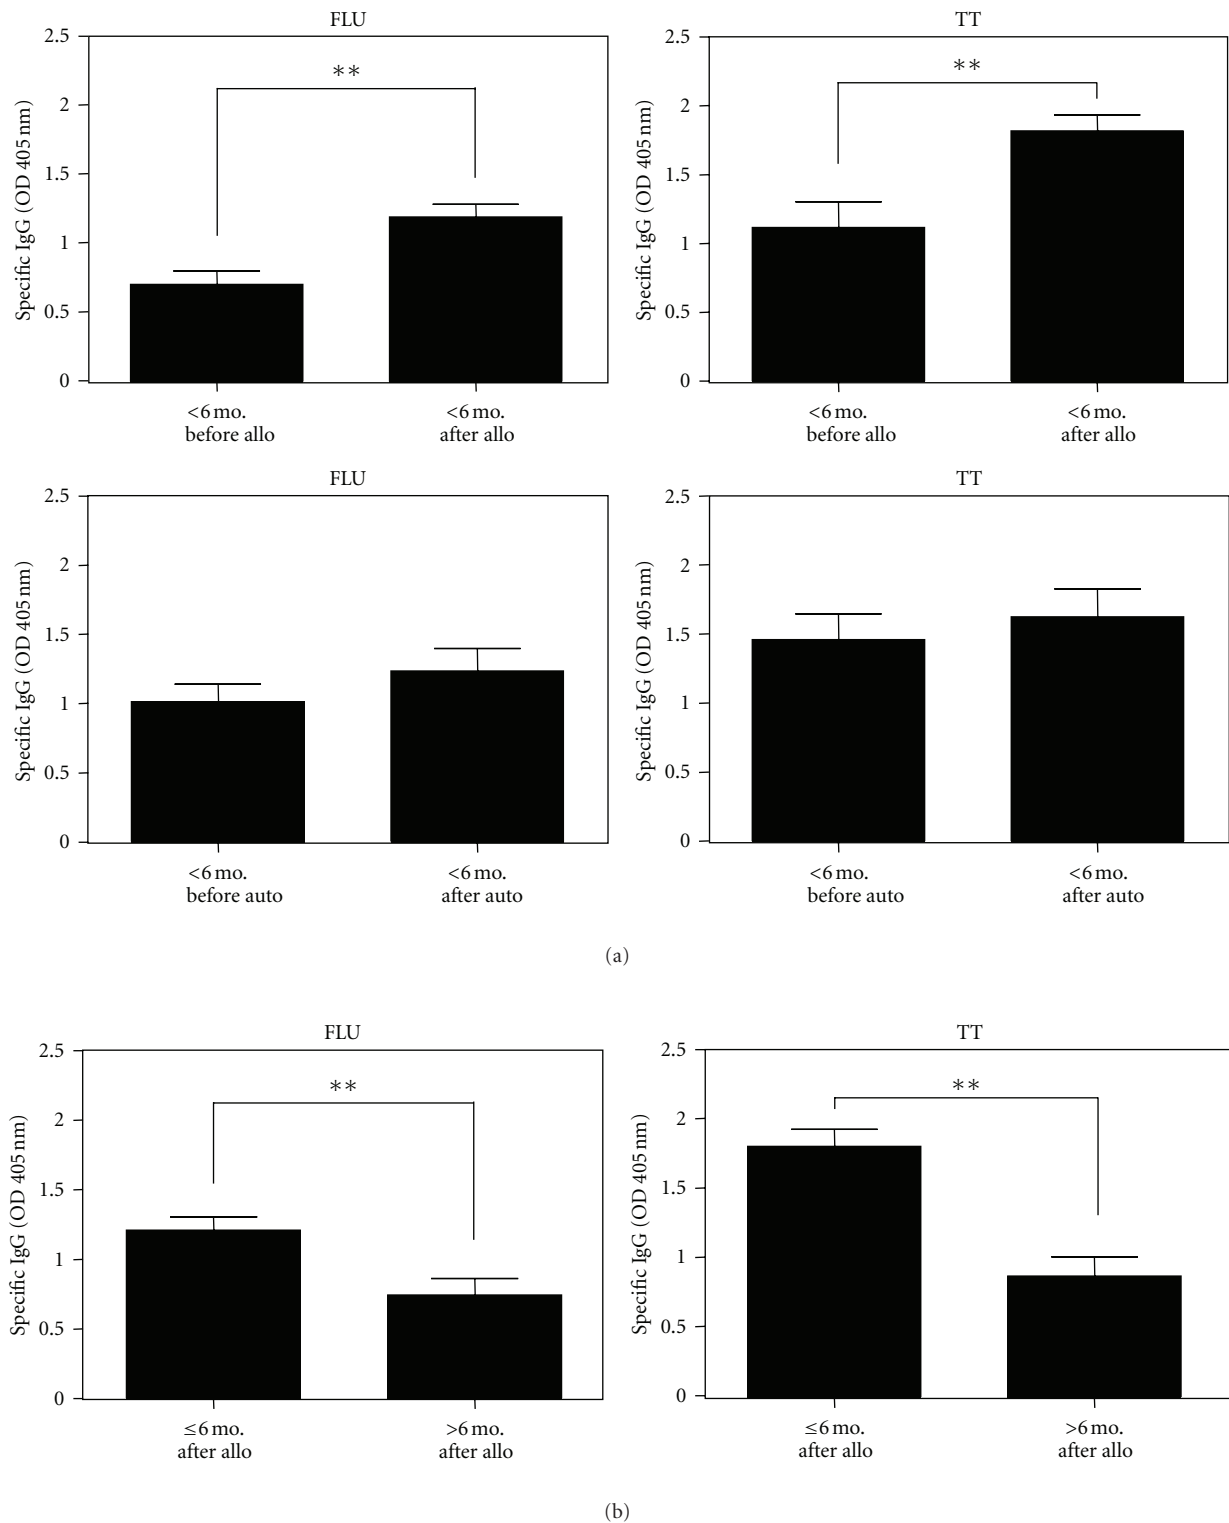 FLU
2.5
2
1.5
1
0.5
0
Specific IgG (OD 405 nm)
**
<6 mo.
before allo
<6 mo.
after allo
TT
2.5
2
1.5
1
0.5
0
Specific IgG (OD 405 nm)
**
<6 mo.
before allo
<6 mo.
after allo
FLU
2.5
2
1.5
1
0.5
0
Specific IgG (OD 405 nm)
<6 mo.
before auto
<6 mo.
after auto
TT
2.5
2
1.5
1
0.5
0
Specific IgG (OD 405 nm)
<6 mo.
before auto
<6 mo.
after auto
(a)
FLU
2.5
2
1.5
1
0.5
0
Specific IgG (OD 405 nm)
**
≤6 mo.
after allo
>6 mo.
after allo
TT
2.5
2
1.5
1
0.5
0
Specific IgG (OD 405 nm)
**
≤6 mo.
after allo
>6 mo.
after allo
(b)